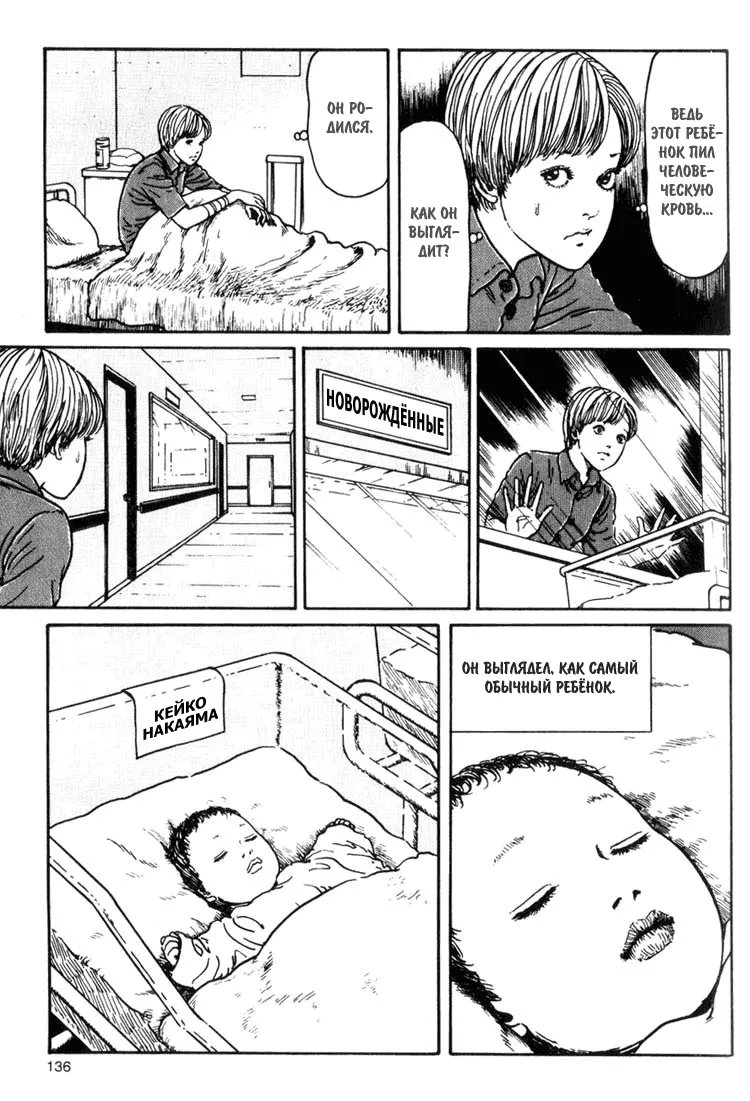 ОН РО-
ДИЛСЯ.
КАК ОН
ВЫГЛЯ-
ДИТ?
ВЕДЬ
ЭТОТ РЕБЁ-
НОК ПИЛ
ЧЕЛОВЕ-
ЧЕСКУЮ
КРОВЬ...
НОВОРОЖДЁННЫЕ
КЕЙКО
НАКАЯМА
ОН ВЫГЛЯДЕЛ, КАК САМЫЙ
ОБЫЧНЫЙ РЕБЁНОК.
136